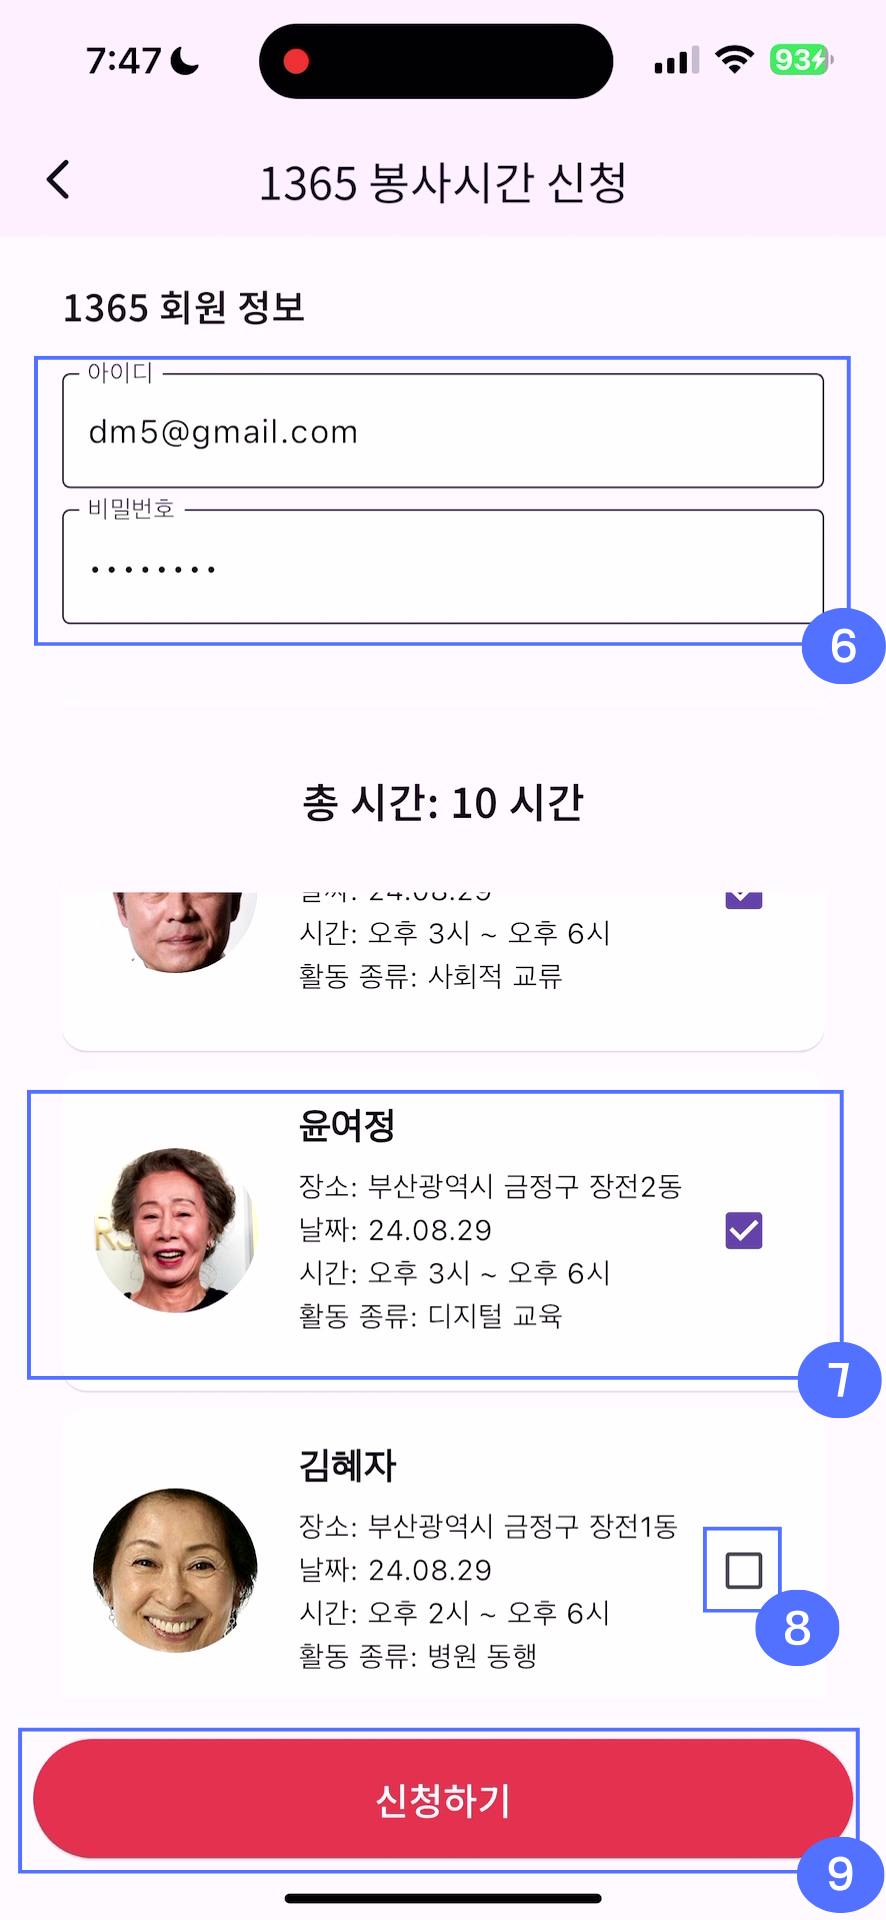 7:47
93
1365 봉사시간 신청
1365 회원 정보
아이디
dm5@gmail.com
비밀번호
••••••••
6
총 시간: 10 시간
날짜: 24.08.29
시간: 오후 3시 ~ 오후 6시
활동 종류: 사회적 교류
윤여정
장소: 부산광역시 금정구 장전2동
날짜: 24.08.29
시간: 오후 3시 ~ 오후 6시
활동 종류: 디지털 교육
7
김혜자
장소: 부산광역시 금정구 장전1동
날짜: 24.08.29
시간: 오후 2시 ~ 오후 6시
활동 종류: 병원 동행
8
신청하기
9